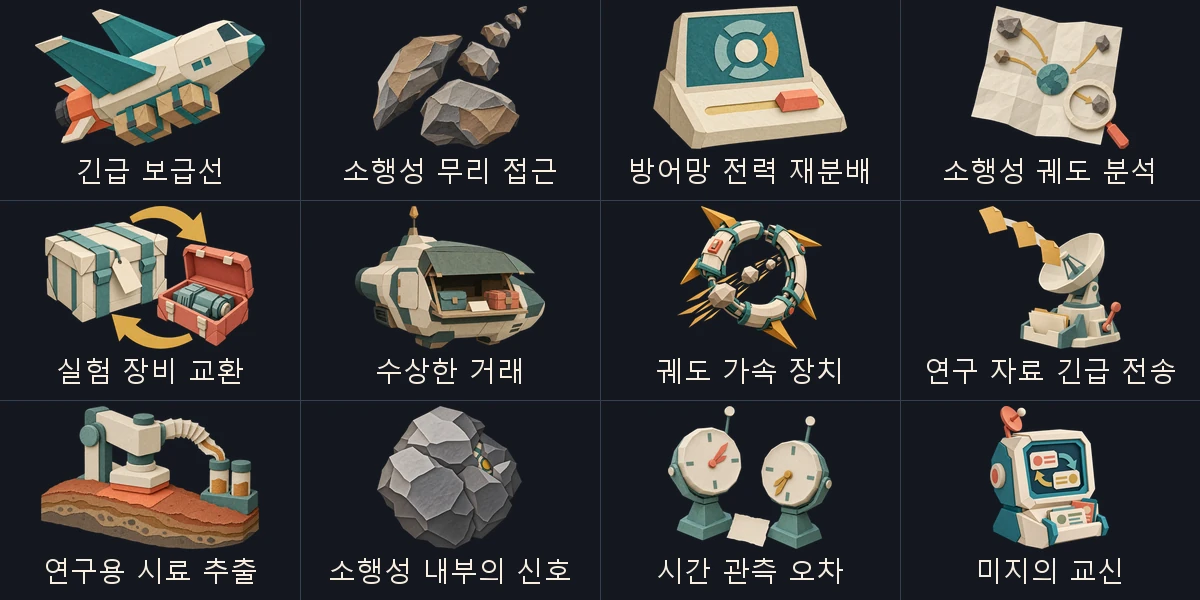 긴급 보급선
소행성 무리 접근
방어망 전력 재분배
소행성 궤도 분석
실험 장비 교환
수상한 거래
궤도 가속 장치
연구 자료 긴급 전송
연구용 시료 추출
소행성 내부의 신호
시간 관측 오차
미지의 교신